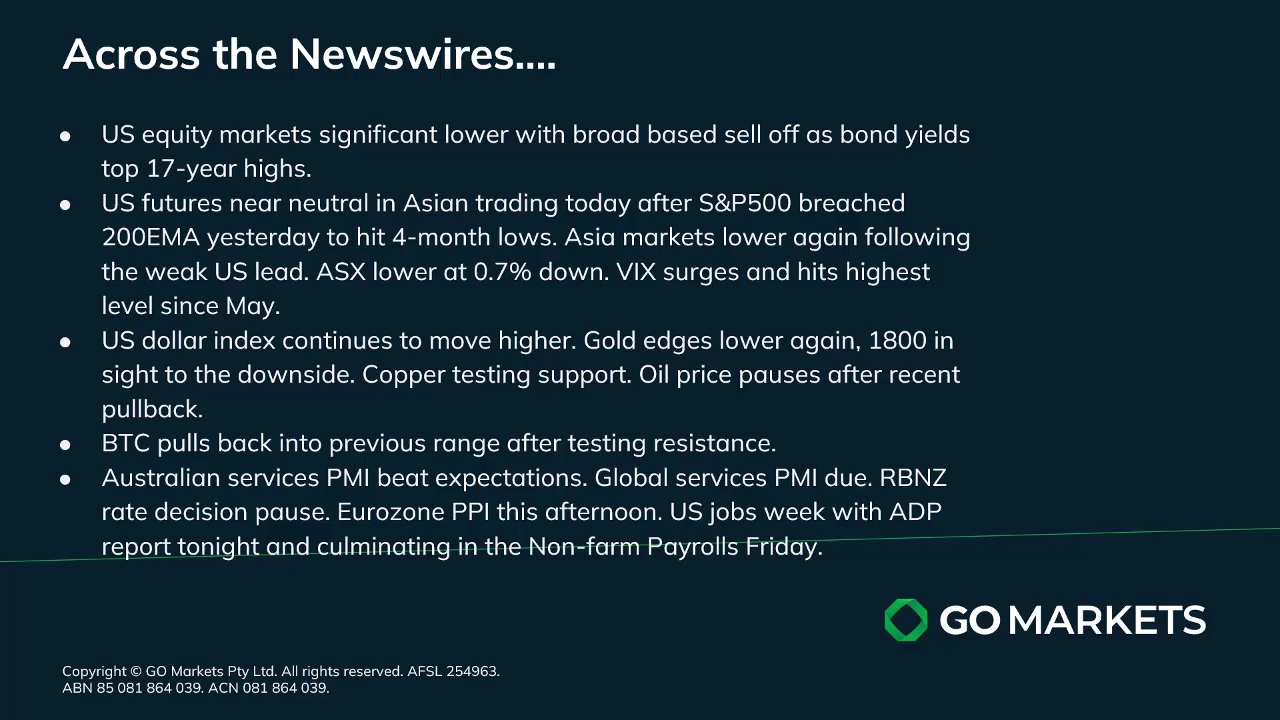 Across the Newswires....
● US equity markets significant lower with broad based sell off as bond yields
top 17-year highs.
● US futures near neutral in Asian trading today after S&P500 breached
200EMA yesterday to hit 4-month lows. Asia markets lower again following
the weak US lead. ASX lower at 0.7% down. VIX surges and hits highest
level since May.
● US dollar index continues to move higher. Gold edges lower again, 1800 in
sight to the downside. Copper testing support. Oil price pauses after recent
pullback.
● BTC pulls back into previous range after testing resistance.
● Australian services PMI beat expectations. Global services PMI due. RBNZ
rate decision pause. Eurozone PPI this afternoon. US jobs week with ADP
report tonight and culminating in the Non-farm Payrolls Friday.
GO MARKETS
Copyright © GO Markets Pty Ltd. All rights reserved. AFSL 254963.
ABN 85 081 864 039. ACN 081 864 039.